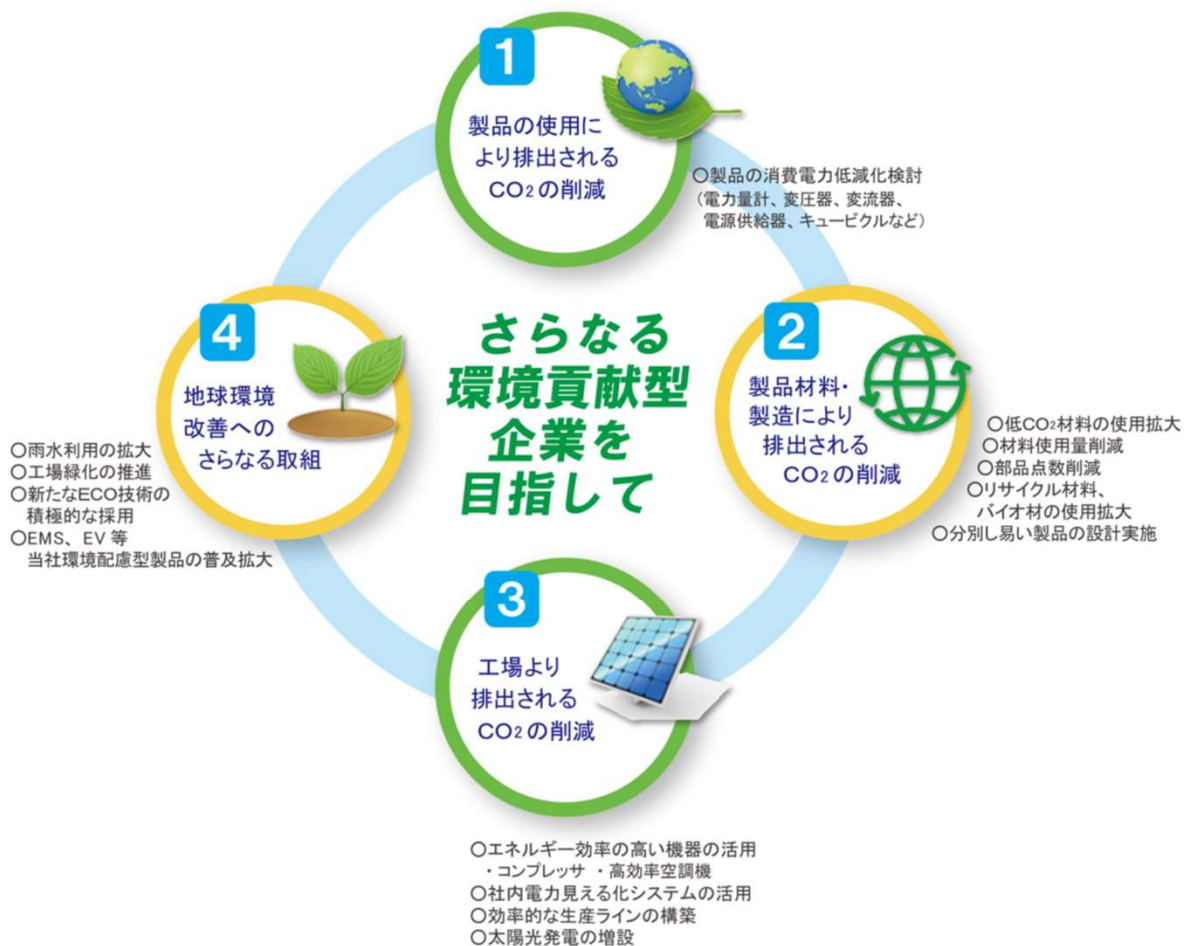 1
製品の使用に
より排出される
CO2の削減
○製品の消費電力低減化検討
(電力量計、変圧器、変流器、
電源供給器、キュービクルなど)
さらなる
環境貢献型
企業を
目指して
2
製品材料・
製造により
排出される
CO2の削減
○低CO2材料の使用拡大
○材料使用量削減
○部品点数削減
○リサイクル材料、
バイオ材の使用拡大
○分別し易い製品の設計実施
3
工場より
排出される
CO2の削減
○エネルギー効率の高い機器の活用
・コンプレッサ ・高効率空調機
○社内電力見える化システムの活用
○効率的な生産ラインの構築
○太陽光発電の増設
4
地球環境
改善への
さらなる取組
○雨水利用の拡大
○工場緑化の推進
○新たなECO技術の
積極的な採用
○EMS、EV等
当社環境配慮型製品の普及拡大